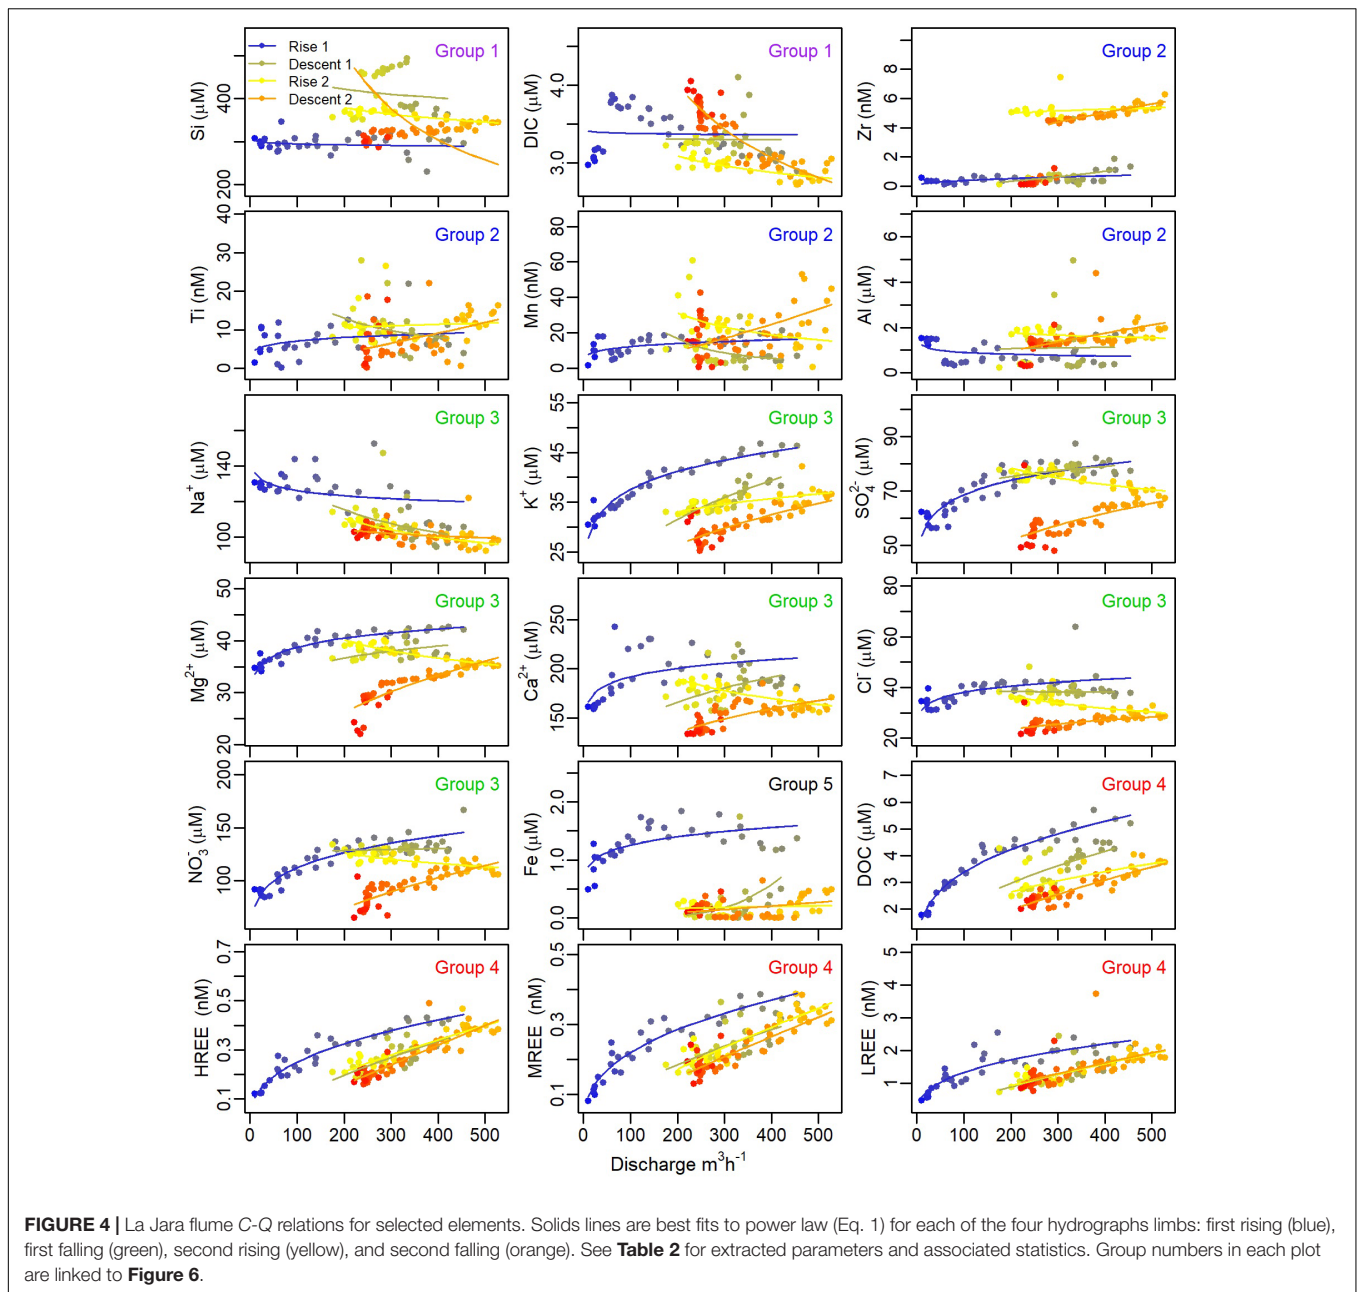 Group 1
Rise 1
Descent 1
Rise 2
Descent 2
Si (μM)
200 400
Group 1
DIC (μM)
3.0 4.0
Group 2
Zr (nM)
0 2 4 6 8
Group 2
Ti (nM)
0 10 20 30 40
Group 2
Mn (nM)
0 20 40 60 80
Group 2
Al (μM)
0 2 4 6
Group 3
Na⁺ (μM)
100 120 140
Group 3
K⁺ (μM)
25 35 45 55
Group 3
SO₄²⁻ (μM)
50 70 90
Group 3
Mg²⁺ (μM)
20 30 40 50
Group 3
Ca²⁺ (μM)
150 200 250
Group 3
Cl⁻ (μM)
20 40 60 80
Group 3
NO₃⁻ (μM)
100 150 200
Group 5
Fe (μM)
0.0 1.0 2.0
Group 4
DOC (μM)
2 3 4 5 6 7
Group 4
HREE (nM)
0.1 0.3 0.5 0.7
Group 4
MREE (nM)
0.1 0.3 0.5
Group 4
LREE (nM)
1 2 3 4 5
0 100 200 300 400 500
0 100 200 300 400 500
0 100 200 300 400 500
Discharge m³h⁻¹
FIGURE 4 | La Jara flume C-Q relations for selected elements. Solids lines are best fits to power law (Eq. 1) for each of the four hydrographs limbs: first rising (blue),
first falling (green), second rising (yellow), and second falling (orange). See Table 2 for extracted parameters and associated statistics. Group numbers in each plot
are linked to Figure 6.